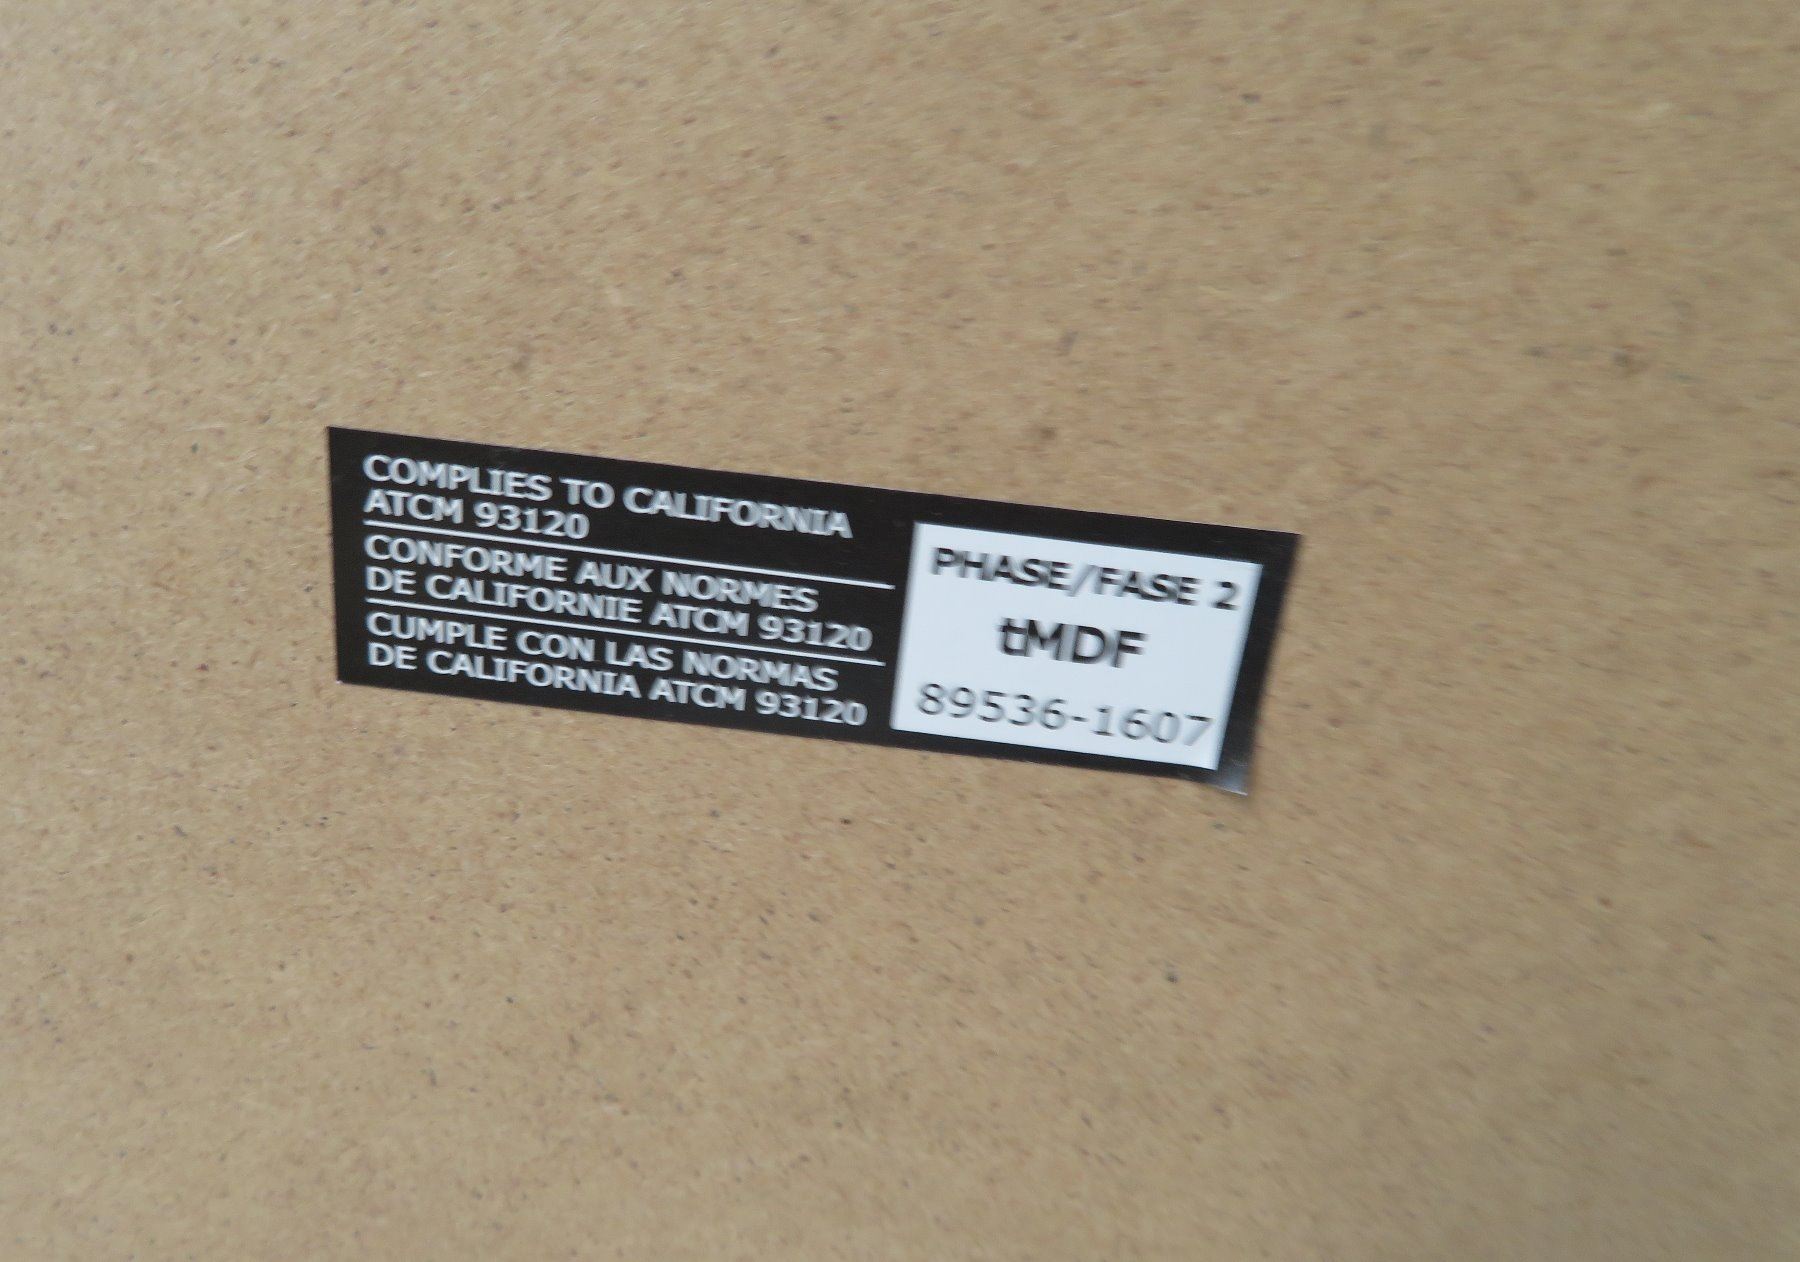 COMPLIES TO CALIFORNIA
ATCM 93120
CONFORME AUX NORMES
DE CALIFORNIE ATCM 93120
CUMPLE CON LAS NORMAS
DE CALIFORNIA ATCM 93120
PHASE/FASE 2
tMDF
89536-1607